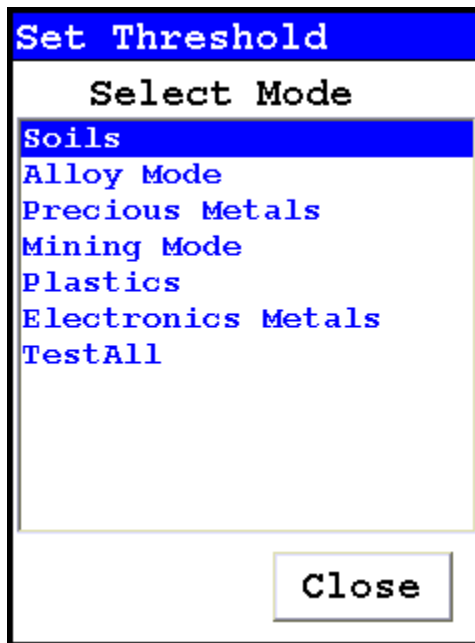 Set Threshold
Select Mode
Soils
Alloy Mode
Precious Metals
Mining Mode
Plastics
Electronics Metals
TestAll
Close